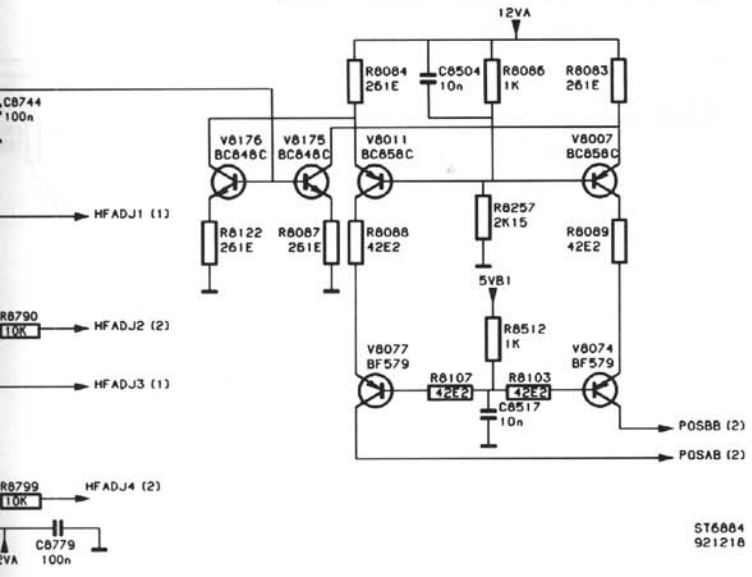 12VA
R8084
261E
C8504
10n
R8086
1K
R8083
261E
C8744
100n
V8176
BC848C
V8175
BC848C
V8011
BC858C
V8007
BC858C
HFADJ1 (1)
R8122
261E
R8087
261E
R8088
42E2
R8257
2K15
R8089
42E2
5VB1
R8790
10K
HFADJ2 (2)
R8512
1K
V8077
BF579
V8074
BF579
R8107
42E2
R8103
42E2
HFADJ3 (1)
C8517
10n
POSBB (2)
POSAB (2)
R8799
10K
HFADJ4 (2)
C8779
100n
2VA
ST6884
921218